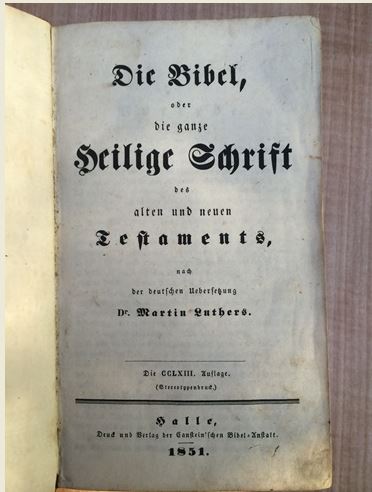 Die Bibel,
oder
die ganze
Heilige Schrift
des
alten und neuen
Testaments,
nach
der deutschen Uebersetzung
Dr. Martin Luthers.
Die CCLXIII. Auflage.
(Stereotypendruck.)
Halle,
Druck und Verlag der Canstein'schen Bibel-Anstalt.
1851.